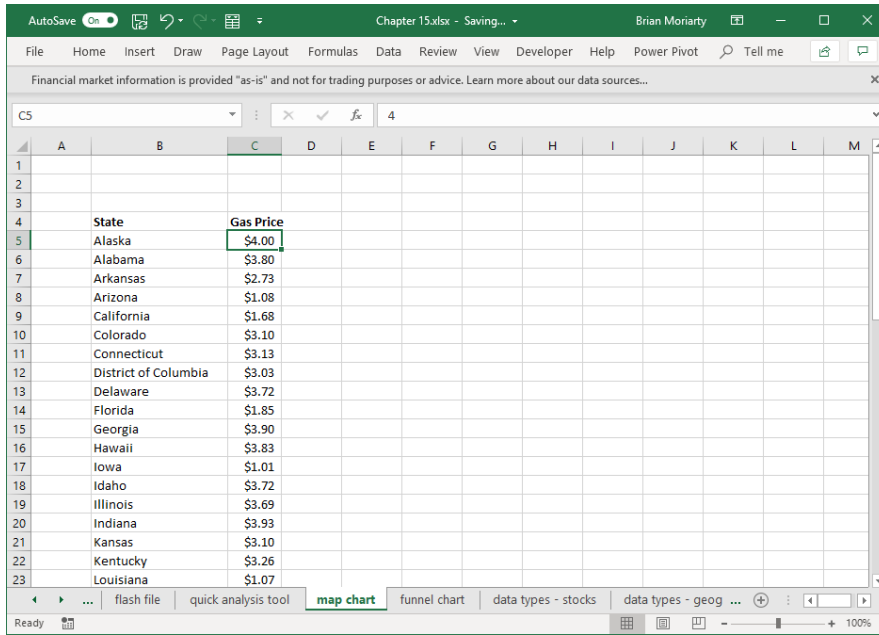 AutoSave On Chapter 15.xlsx - Saving... Brian Moriarty
File Home Insert Draw Page Layout Formulas Data Review View Developer Help Power Pivot Tell me
Financial market information is provided "as-is" and not for trading purposes or advice. Learn more about our data sources...
C5 fx 4
A B C D E F G H I J K L M
1
2
3
4 State Gas Price
5 Alaska $4.00
6 Alabama $3.80
7 Arkansas $2.73
8 Arizona $1.08
9 California $1.68
10 Colorado $3.10
11 Connecticut $3.13
12 District of Columbia $3.03
13 Delaware $3.72
14 Florida $1.85
15 Georgia $3.90
16 Hawaii $3.83
17 Iowa $1.01
18 Idaho $3.72
19 Illinois $3.69
20 Indiana $3.93
21 Kansas $3.10
22 Kentucky $3.26
23 Louisiana $1.07
... flash file quick analysis tool map chart funnel chart data types - stocks data types - geog ...
Ready 100%